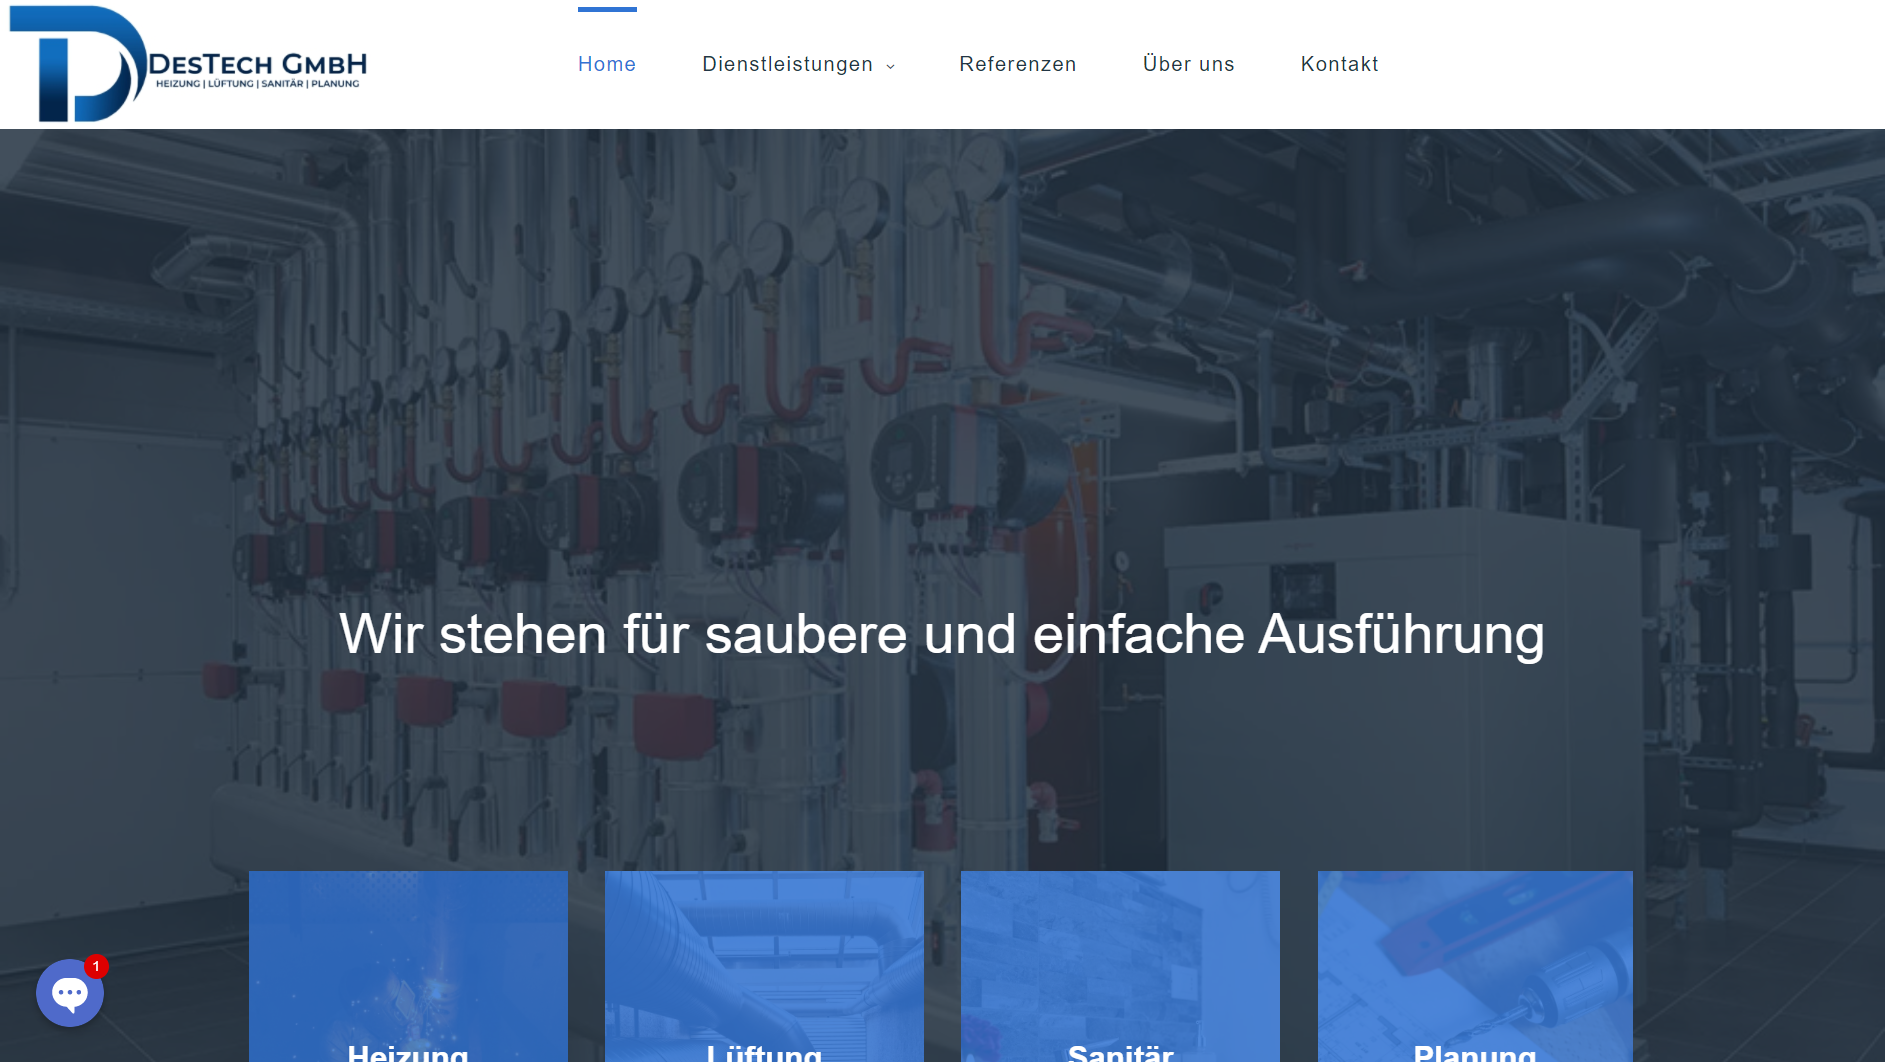 DESTECH GMBH
HEIZUNG | LÜFTUNG | SANITÄR | PLANUNG
Home
Dienstleistungen
Referenzen
Über uns
Kontakt
Wir stehen für saubere und einfache Ausführung
Heizung
Lüftung
Sanitär
Planung
1